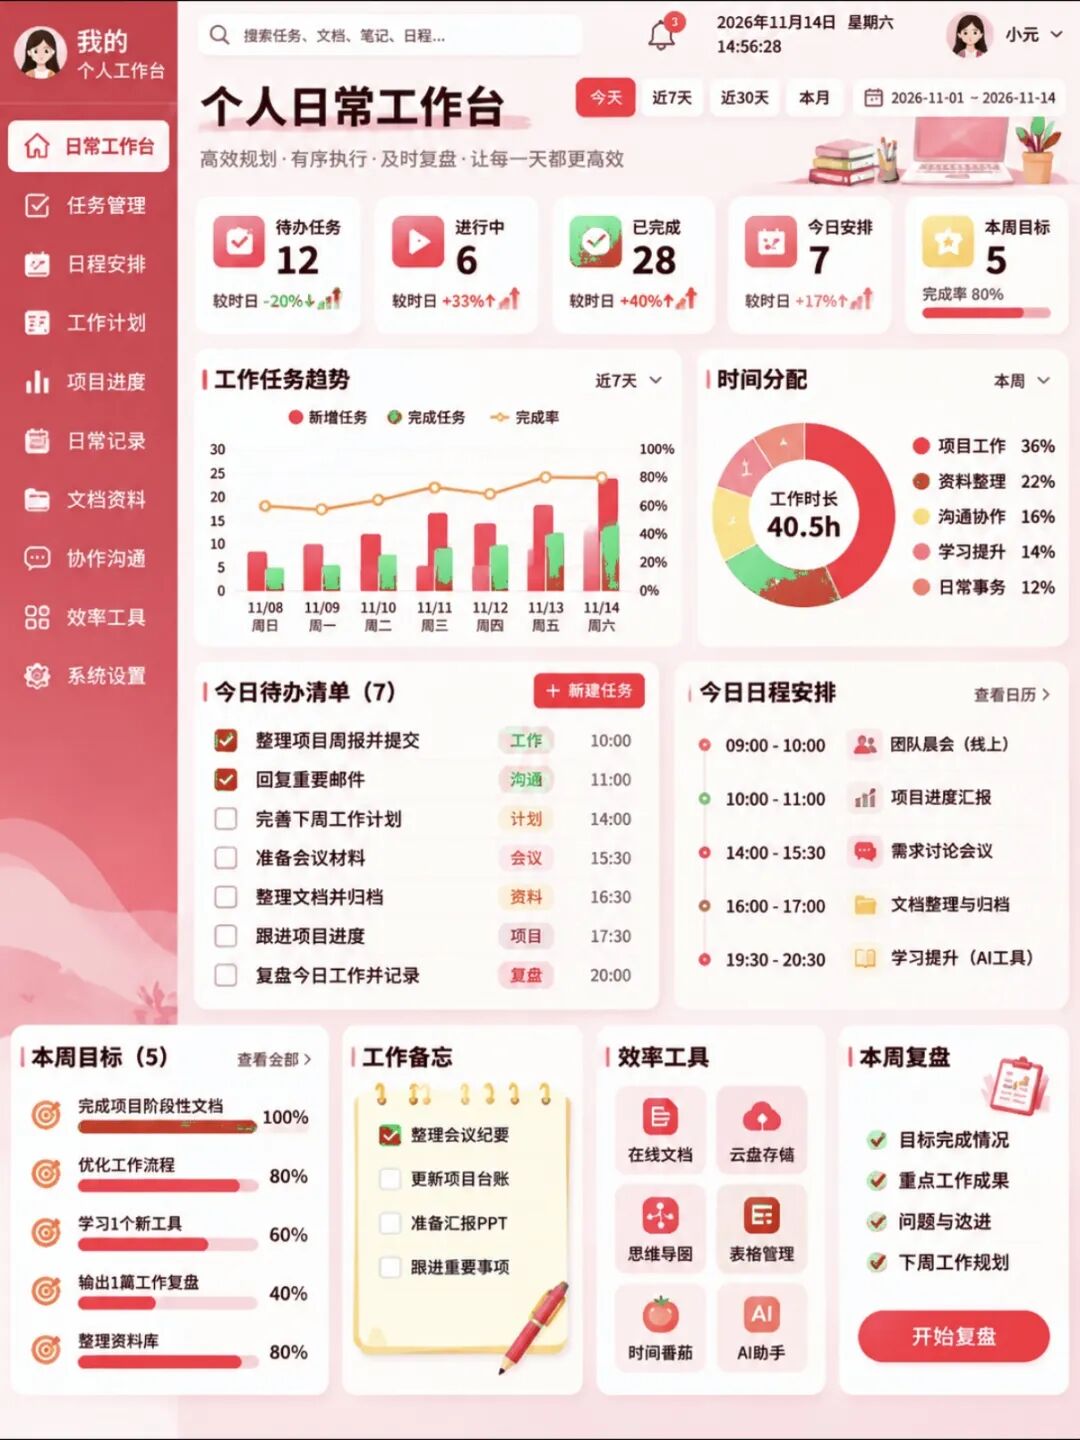 我的
个人工作台
日常工作台
任务管理
日程安排
工作计划
项目进度
日常记录
文档资料
协作沟通
效率工具
系统设置
搜索任务、文档、笔记、日程...
3
2026年11月14日 星期六
14:56:28
小元
个人日常工作台
高效规划·有序执行·及时复盘·让每一天都更高效
今天 近7天 近30天 本月 2026-11-01 ~ 2026-11-14
待办任务
12
较时日 -20%↓
进行中
6
较时日 +33%↑
已完成
28
较时日 +40%↑
今日安排
7
较时日 +17%↑
本周目标
5
完成率 80%
工作任务趋势
近7天
新增任务 完成任务 完成率
30
25
20
15
10
5
0
100%
80%
60%
40%
20%
0%
11/08 11/09 11/10 11/11 11/12 11/13 11/14
周日 周一 周二 周三 周四 周五 周六
时间分配
本周
工作时长
40.5h
项目工作 36%
资料整理 22%
沟通协作 16%
学习提升 14%
日常事务 12%
今日待办清单（7）
+ 新建任务
整理项目周报并提交 工作 10:00
回复重要邮件 沟通 11:00
完善下周工作计划 计划 14:00
准备会议材料 会议 15:30
整理文档并归档 资料 16:30
跟进项目进度 项目 17:30
复盘今日工作并记录 复盘 20:00
今日日程安排
查看日历 >
09:00 - 10:00 团队晨会（线上）
10:00 - 11:00 项目进度汇报
14:00 - 15:30 需求讨论会议
16:00 - 17:00 文档整理与归档
19:30 - 20:30 学习提升（AI工具）
本周目标（5）
查看全部 >
完成项目阶段性文档 100%
优化工作流程 80%
学习1个新工具 60%
输出1篇工作复盘 40%
整理资料库 80%
工作备忘
整理会议纪要
更新项目台账
准备汇报PPT
跟进重要事项
效率工具
在线文档
云盘存储
思维导图
表格管理
时间番茄
AI
AI助手
本周复盘
目标完成情况
重点工作成果
下周工作规划
开始复盘